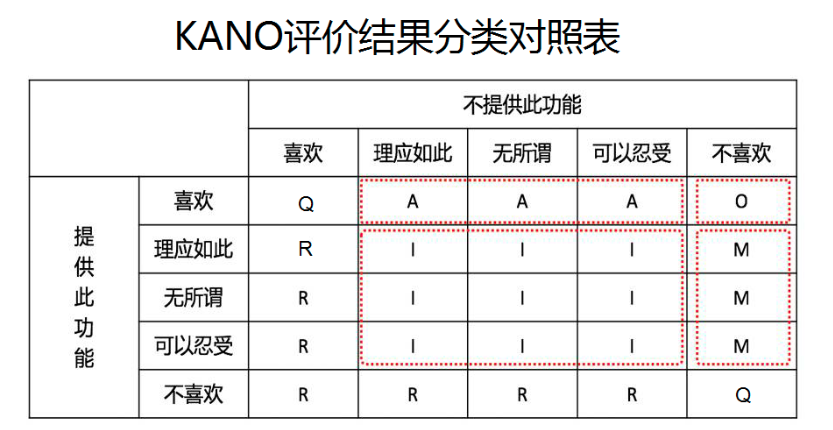 KANO评价结果分类对照表
不提供此功能
喜欢 理应如此 无所谓 可以忍受 不喜欢
提供此功能
喜欢 Q A A A O
理应如此 R I I I M
无所谓 R I I I M
可以忍受 R I I I M
不喜欢 R R R R Q